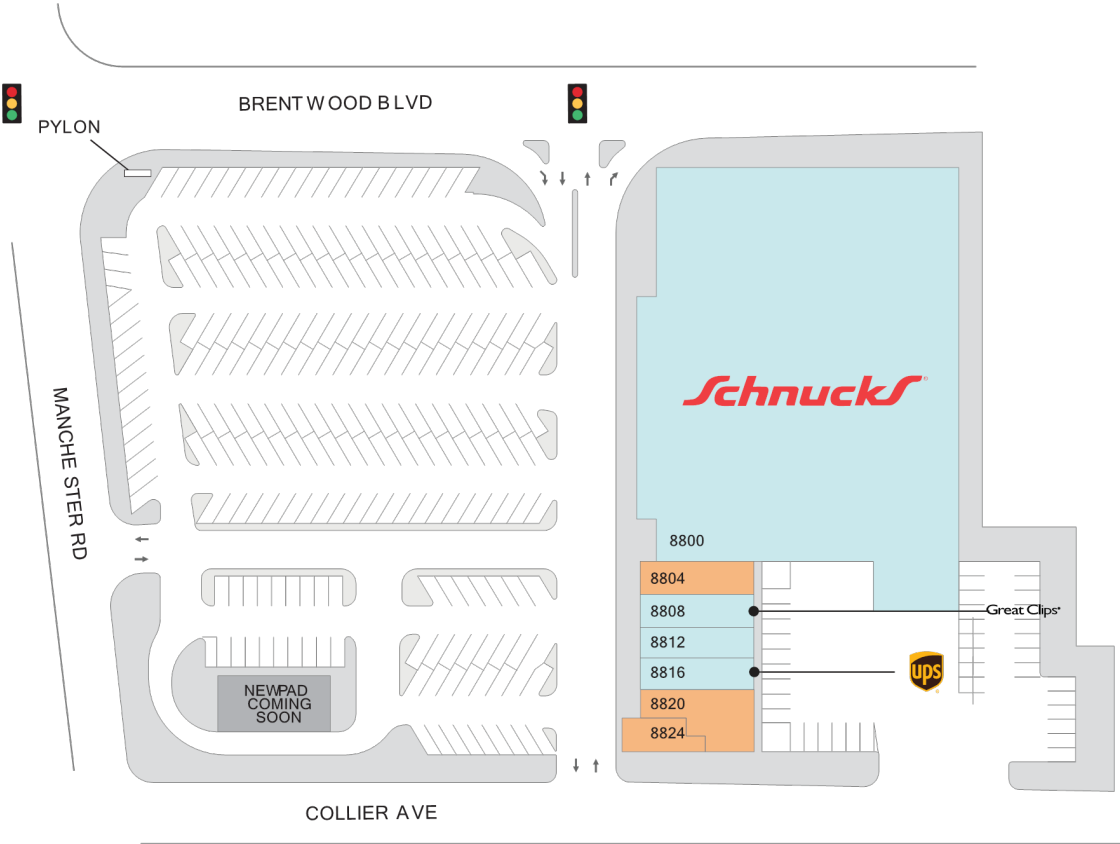 BRENTWOOD BLVD
PYLON
MANCHESTER RD
Schnucks®
8800
8804
8808
Great Clips®
8812
8816
ups
8820
8824
NEWPAD
COMING
SOON
COLLIER AVE